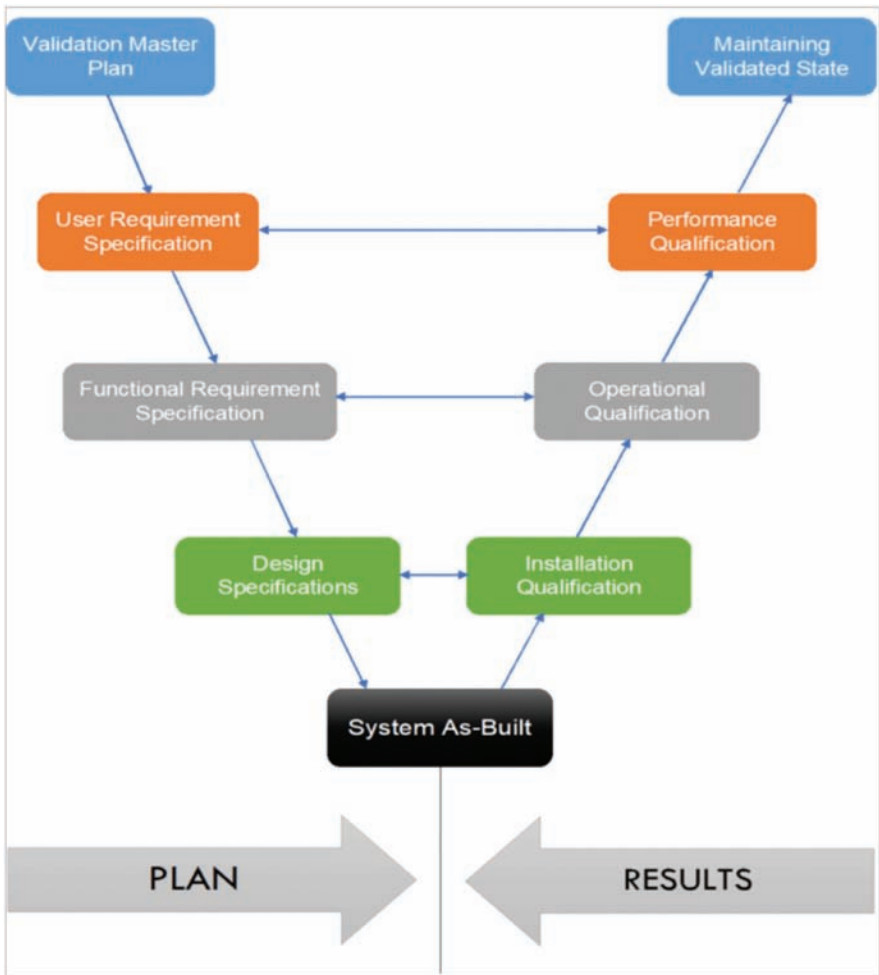 Validation Master
Plan
Maintaining
Validated State
User Requirement
Specification
Performance
Qualification
Functional Requirement
Specification
Operational
Qualification
Design
Specifications
Installation
Qualification
System As-Built
PLAN
RESULTS